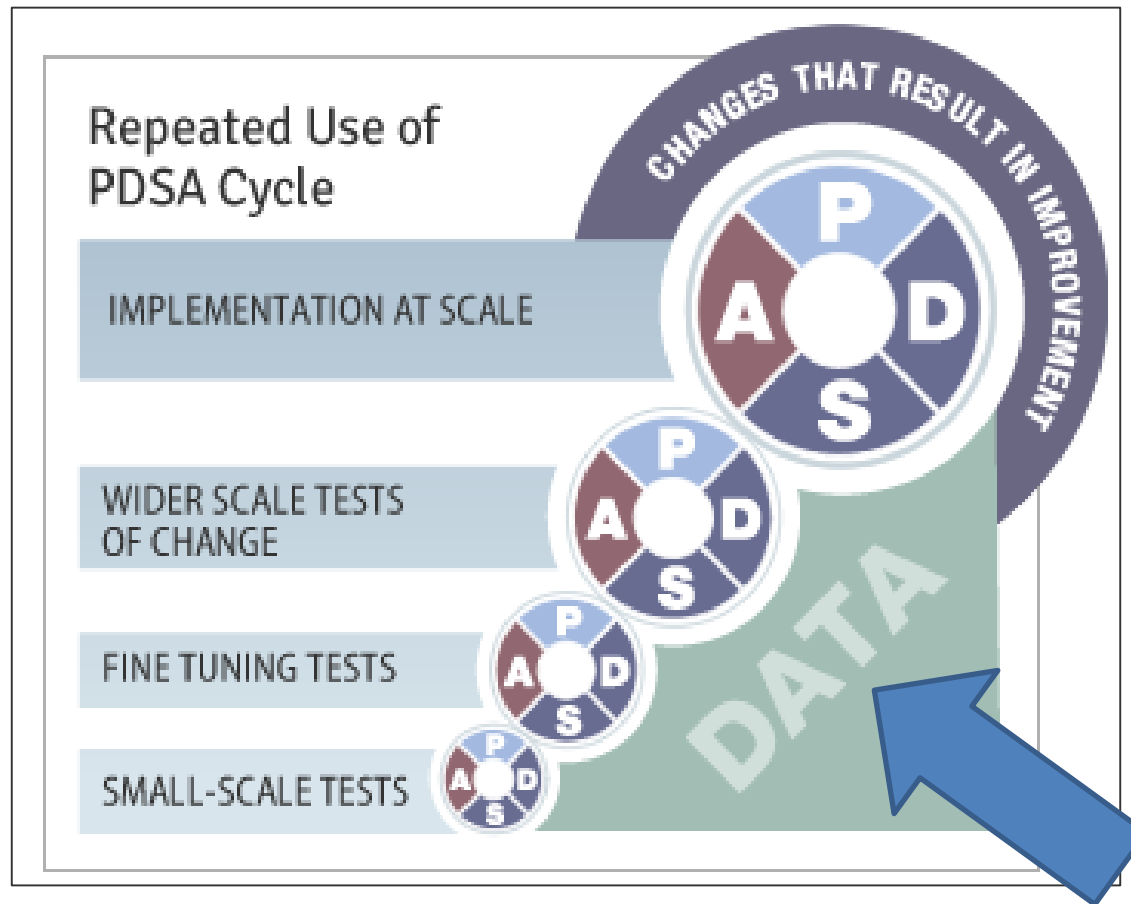 Repeated Use of
PDSA Cycle
CHANGES THAT RESULT IN IMPROVEMENT
IMPLEMENTATION AT SCALE
P
A
D
S
WIDER SCALE TESTS
OF CHANGE
P
A
D
S
FINE TUNING TESTS
P
A
D
S
SMALL-SCALE TESTS
P
A
D
S
DATA